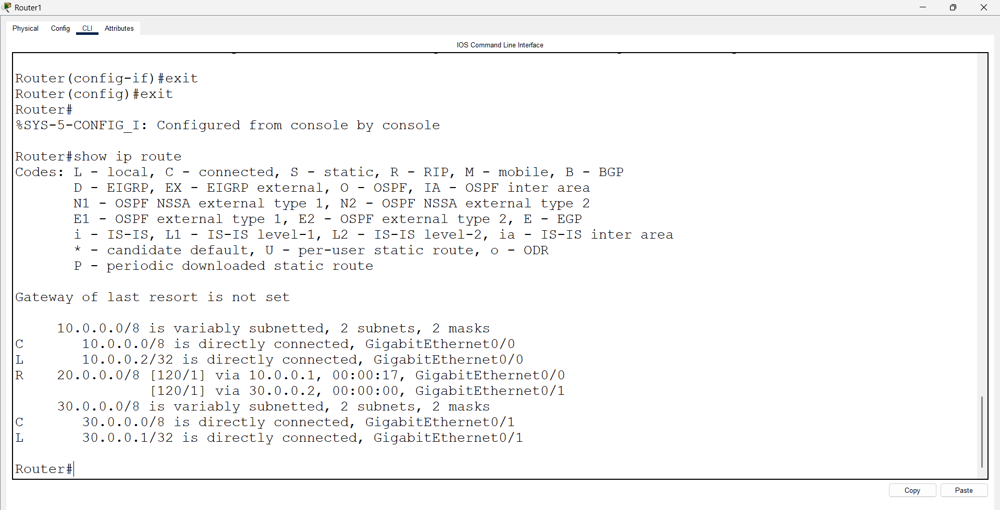 Router1
Physical Config CLI Attributes
IOS Command Line Interface
Router(config-if)#exit
Router(config)#exit
Router#
%SYS-5-CONFIG_I: Configured from console by console
Router#show ip route
Codes: L - local, C - connected, S - static, R - RIP, M - mobile, B - BGP
D - EIGRP, EX - EIGRP external, O - OSPF, IA - OSPF inter area
N1 - OSPF NSSA external type 1, N2 - OSPF NSSA external type 2
E1 - OSPF external type 1, E2 - OSPF external type 2, E - EGP
i - IS-IS, L1 - IS-IS level-1, L2 - IS-IS level-2, ia - IS-IS inter area
* - candidate default, U - per-user static route, o - ODR
P - periodic downloaded static route
Gateway of last resort is not set
10.0.0.0/8 is variably subnetted, 2 subnets, 2 masks
C 10.0.0.0/8 is directly connected, GigabitEthernet0/0
L 10.0.0.2/32 is directly connected, GigabitEthernet0/0
R 20.0.0.0/8 [120/1] via 10.0.0.1, 00:00:17, GigabitEthernet0/0
[120/1] via 30.0.0.2, 00:00:00, GigabitEthernet0/1
30.0.0.0/8 is variably subnetted, 2 subnets, 2 masks
C 30.0.0.0/8 is directly connected, GigabitEthernet0/1
L 30.0.0.1/32 is directly connected, GigabitEthernet0/1
Router#
Copy Paste